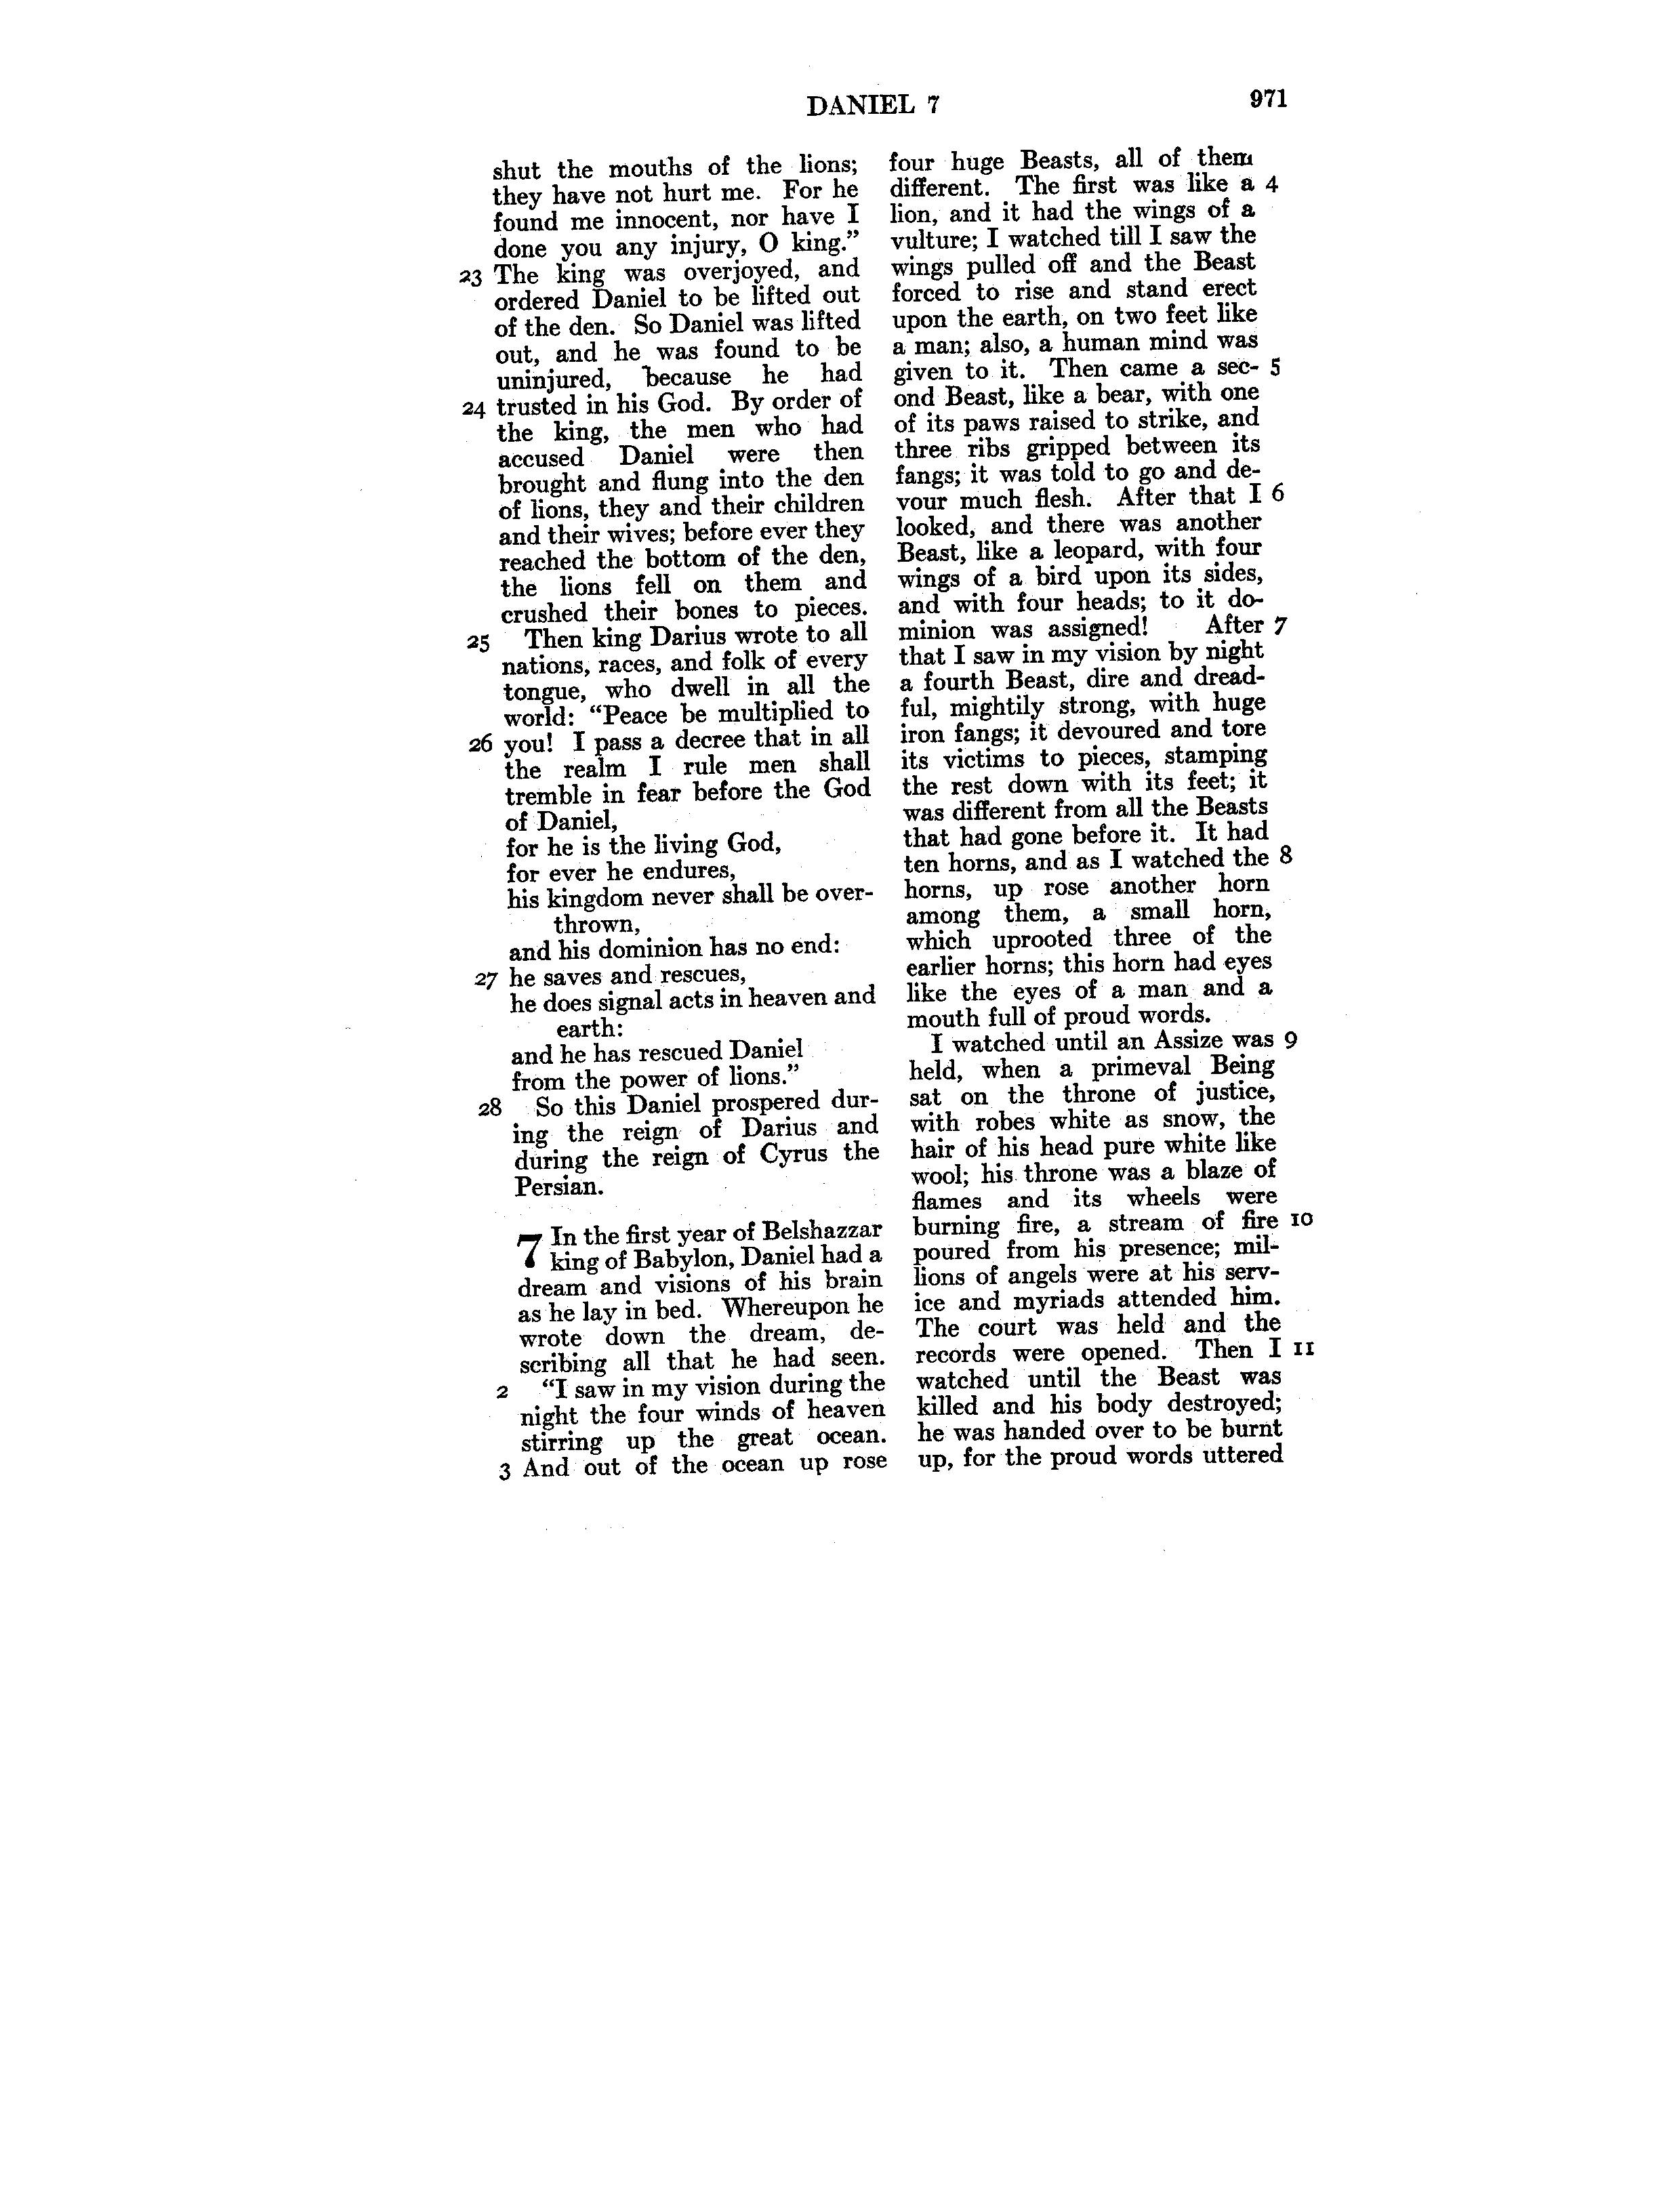 DANIEL 7 971
shut the mouths of the lions;
they have not hurt me. For he
found me innocent, nor have I
done you any injury, O king.”
23 The king was overjoyed, and
ordered Daniel to be lifted out
of the den. So Daniel was lifted
out, and he was found to be
uninjured, because he had
24 trusted in his God. By order of
the king, the men who had
accused Daniel were then
brought and flung into the den
of lions, they and their children
and their wives; before ever they
reached the bottom of the den,
the lions fell on them and
crushed their bones to pieces.
25 Then king Darius wrote to all
nations, races, and folk of every
tongue, who dwell in all the
world: “Peace be multiplied to
26 you! I pass a decree that in all
the realm I rule men shall
tremble in fear before the God
of Daniel,
for he is the living God,
for ever he endures,
his kingdom never shall be over-
thrown,
and his dominion has no end:
27 he saves and rescues,
he does signal acts in heaven and
earth:
and he has rescued Daniel
from the power of lions.”
28 So this Daniel prospered dur-
ing the reign of Darius and
during the reign of Cyrus the
Persian.
7 In the first year of Belshazzar
king of Babylon, Daniel had a
dream and visions of his brain
as he lay in bed. Whereupon he
wrote down the dream, de-
scribing all that he had seen.
2 “I saw in my vision during the
night the four winds of heaven
stirring up the great ocean.
3 And out of the ocean up rose
four huge Beasts, all of them
different. The first was like a 4
lion, and it had the wings of a
vulture; I watched till I saw the
wings pulled off and the Beast
forced to rise and stand erect
upon the earth, on two feet like
a man; also, a human mind was
given to it. Then came a sec- 5
ond Beast, like a bear, with one
of its paws raised to strike, and
three ribs gripped between its
fangs; it was told to go and de-
vour much flesh. After that I 6
looked, and there was another
Beast, like a leopard, with four
wings of a bird upon its sides,
and with four heads; to it do-
minion was assigned! After 7
that I saw in my vision by night
a fourth Beast, dire and dread-
ful, mightily strong, with huge
iron fangs; it devoured and tore
its victims to pieces, stamping
the rest down with its feet; it
was different from all the Beasts
that had gone before it. It had
ten horns, and as I watched the 8
horns, up rose another horn
among them, a small horn,
which uprooted three of the
earlier horns; this horn had eyes
like the eyes of a man and a
mouth full of proud words.
I watched until an Assize was 9
held, when a primeval Being
sat on the throne of justice,
with robes white as snow, the
hair of his head pure white like
wool; his throne was a blaze of
flames and its wheels were
burning fire, a stream of fire 10
poured from his presence; mil-
lions of angels were at his serv-
ice and myriads attended him.
The court was held and the
records were opened. Then I 11
watched until the Beast was
killed and his body destroyed;
he was handed over to be burnt
up, for the proud words uttered